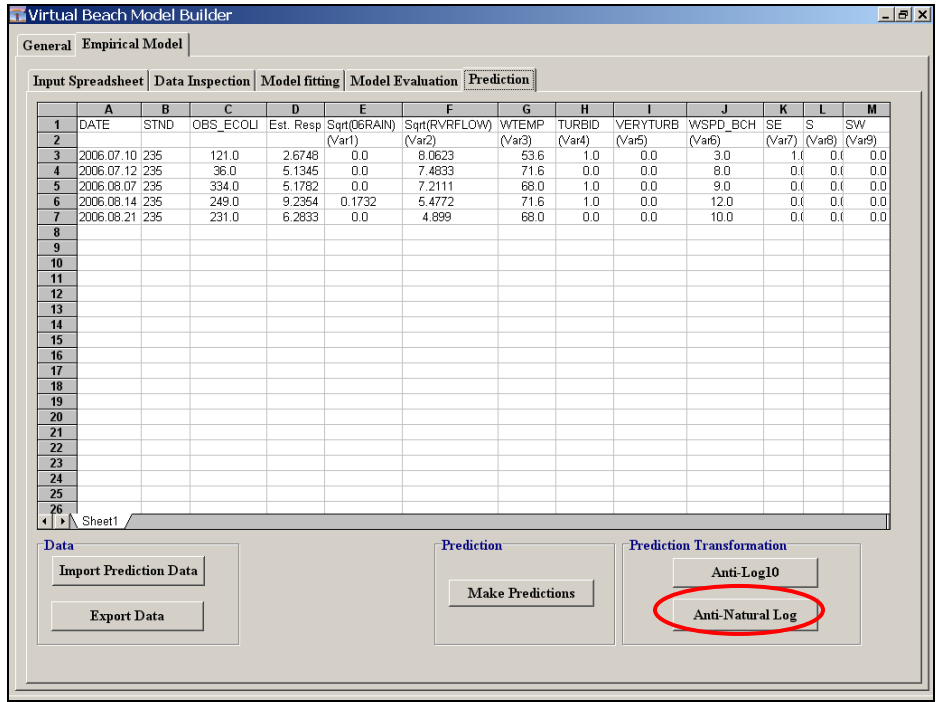 Virtual Beach Model Builder
General Empirical Model
Input Spreadsheet Data Inspection Model fitting Model Evaluation Prediction
A B C D E F G H I J K L M
1 DATE STND OBS_ECOLI Est. Resp Sqrt(06RAIN) Sqrt(RVRFLOW) WTEMP TURBID VERYTURB WSPD_BCH SE S SW
2 (Var1) (Var2) (Var3) (Var4) (Var5) (Var6) (Var7) (Var8) (Var9)
3 2006.07.10 235 121.0 2.6748 0.0 8.0623 53.6 1.0 0.0 3.0 1.( 0.( 0.0
4 2006.07.12 235 36.0 5.1345 0.0 7.4833 71.6 0.0 0.0 8.0 0.( 0.( 0.0
5 2006.08.07 235 334.0 5.1782 0.0 7.2111 68.0 1.0 0.0 9.0 0.( 0.( 0.0
6 2006.08.14 235 249.0 9.2354 0.1732 5.4772 71.6 1.0 0.0 12.0 0.( 0.( 0.0
7 2006.08.21 235 231.0 6.2833 0.0 4.899 68.0 0.0 0.0 10.0 0.( 0.( 0.0
8
9
10
11
12
13
14
15
16
17
18
19
20
21
22
23
24
25
26
Sheet1
Data Prediction Prediction Transformation
Import Prediction Data Make Predictions Anti-Log10
Export Data Anti-Natural Log